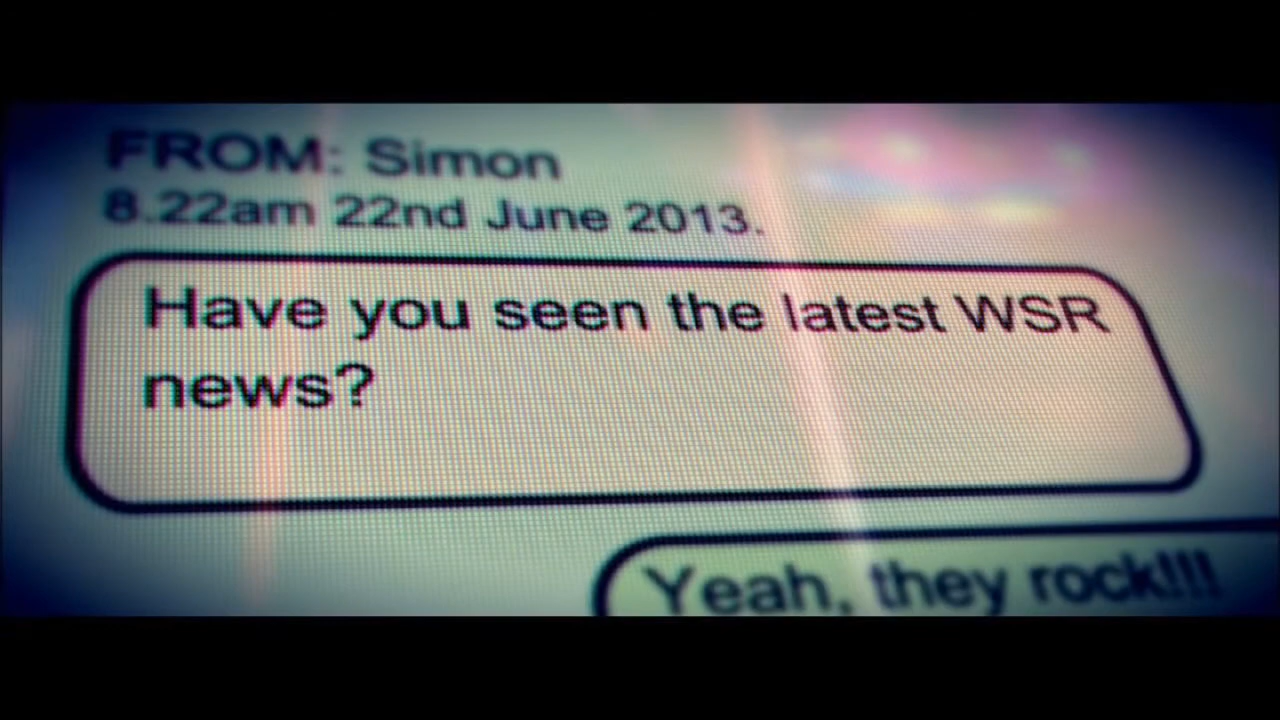 FROM: Simon
8.22am 22nd June 2013.
Have you seen the latest WSR
news?
Yeah, they rock!!!